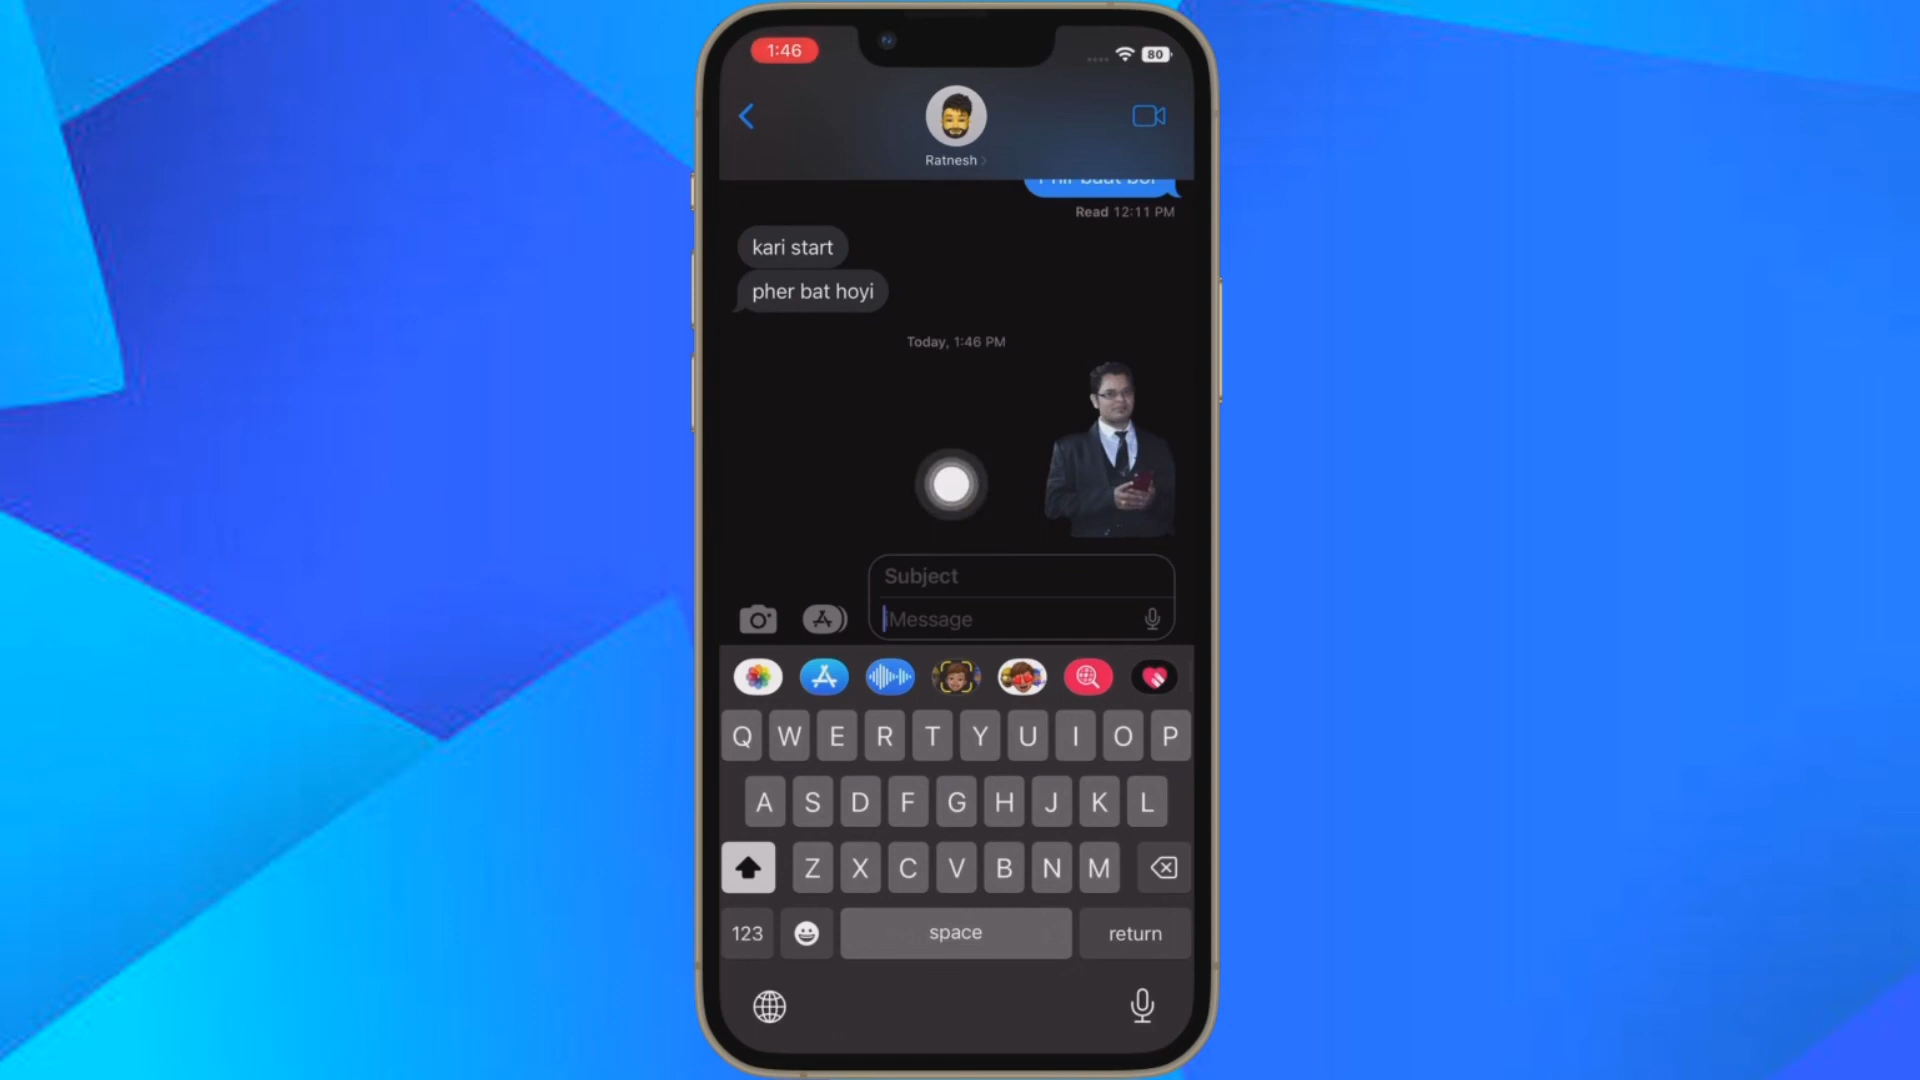 1:46
80
Ratnesh
Read 12:11 PM
kari start
pher bat hoyi
Today, 1:46 PM
Subject
iMessage
Q W E R T Y U I O P
A S D F G H J K L
Z X C V B N M
123 space return